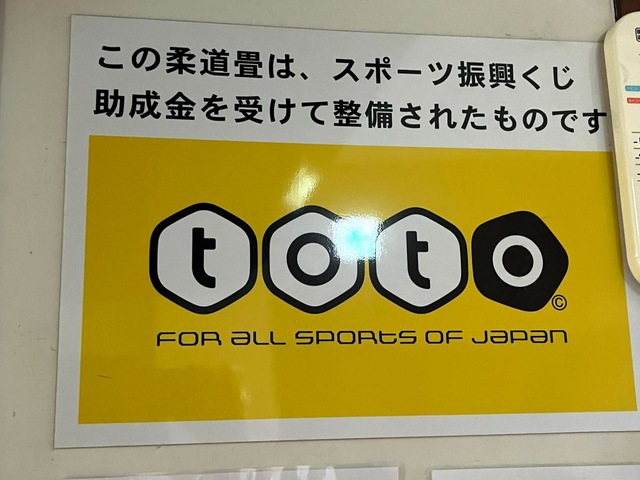 この柔道畳は、スポーツ振興くじ
助成金を受けて整備されたものです
toto
©
FOR ALL SPORTS OF JAPAN